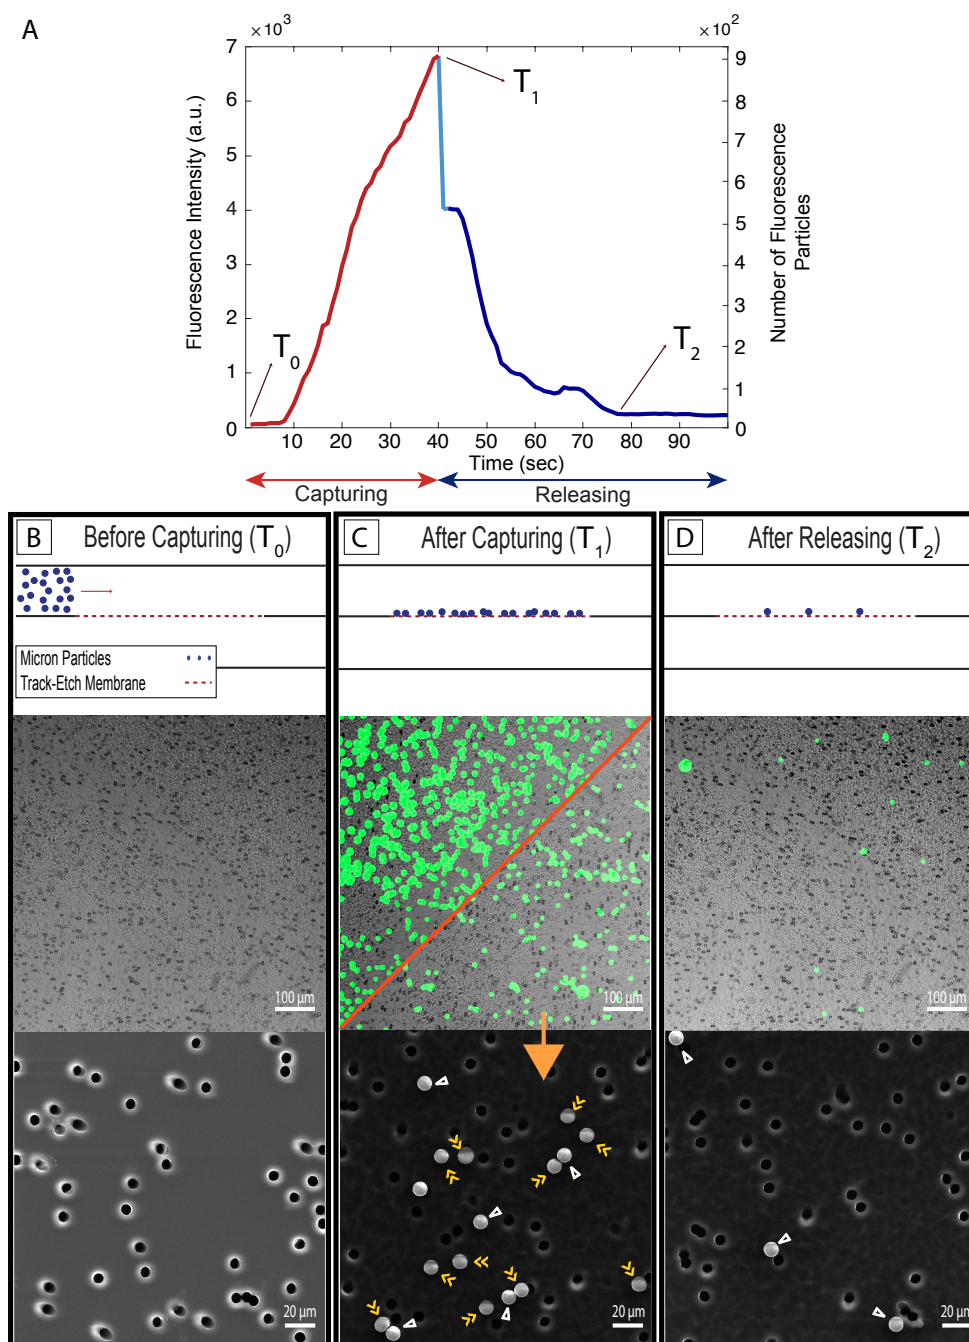 A
×10³
×10²
7
6
5
4
3
2
1
0
9
8
7
6
5
4
3
2
1
0
Fluorescence Intensity (a.u.)
Number of Fluorescence
Particles
T₀
T₁
T₂
10 20 30 40 50 60 70 80 90
Time (sec)
Capturing
Releasing
B Before Capturing (T₀)
Micron Particles
Track-Etch Membrane
100 µm
20 µm
C After Capturing (T₁)
100 µm
20 µm
D After Releasing (T₂)
100 µm
20 µm